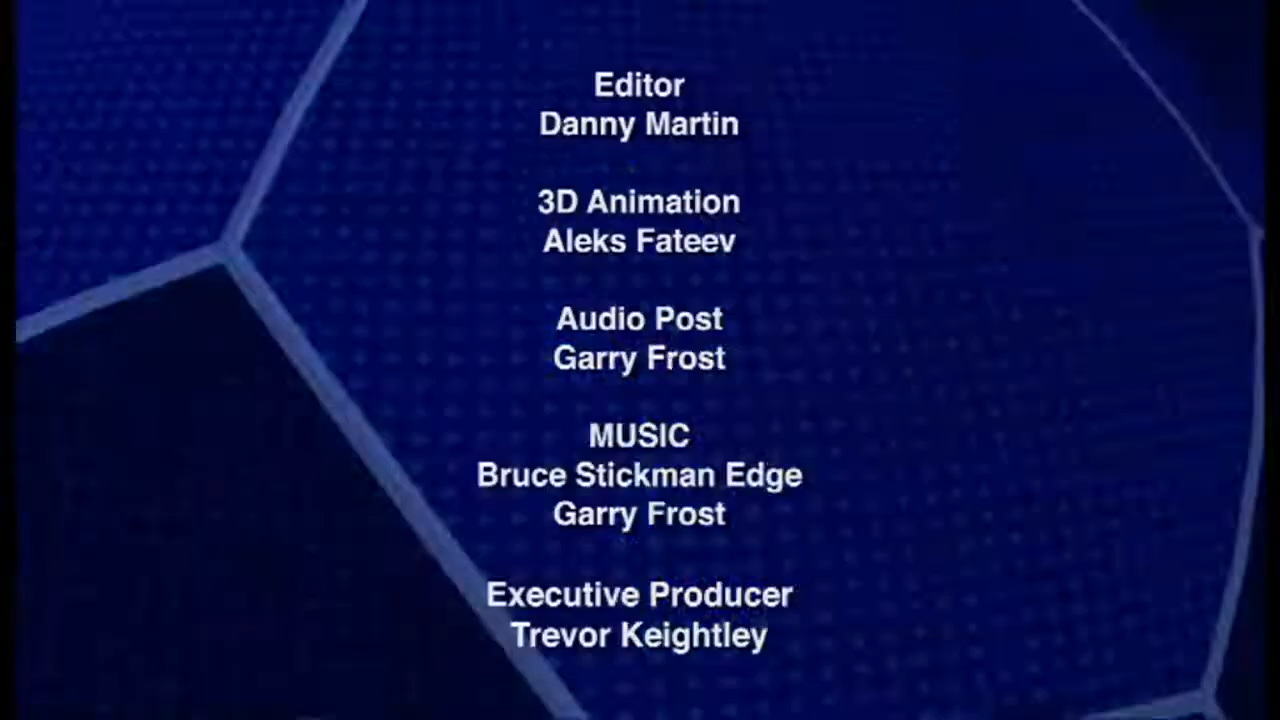 Editor
Danny Martin
3D Animation
Aleks Fateev
Audio Post
Garry Frost
MUSIC
Bruce Stickman Edge
Garry Frost
Executive Producer
Trevor Keightley